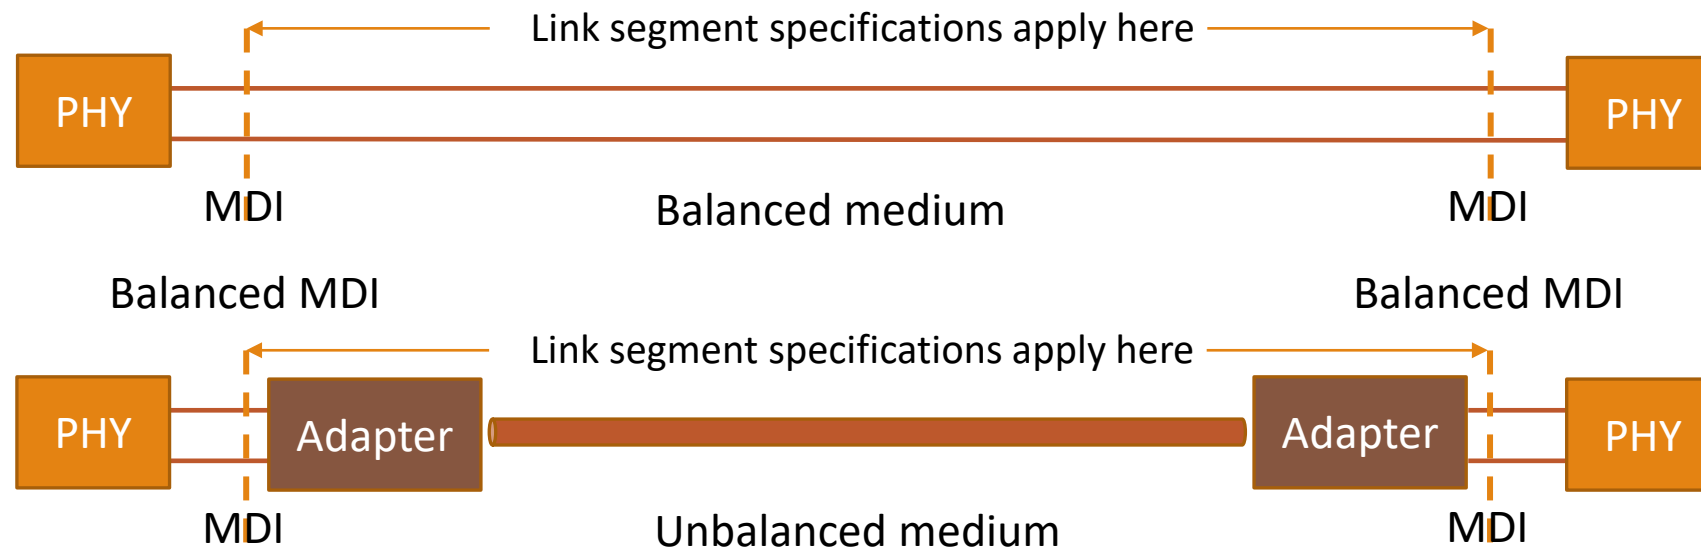 Link segment specifications apply here
PHY
PHY
MDI
Balanced medium
MDI
Balanced MDI
Balanced MDI
Link segment specifications apply here
PHY
Adapter
Adapter
PHY
MDI
Unbalanced medium
MDI